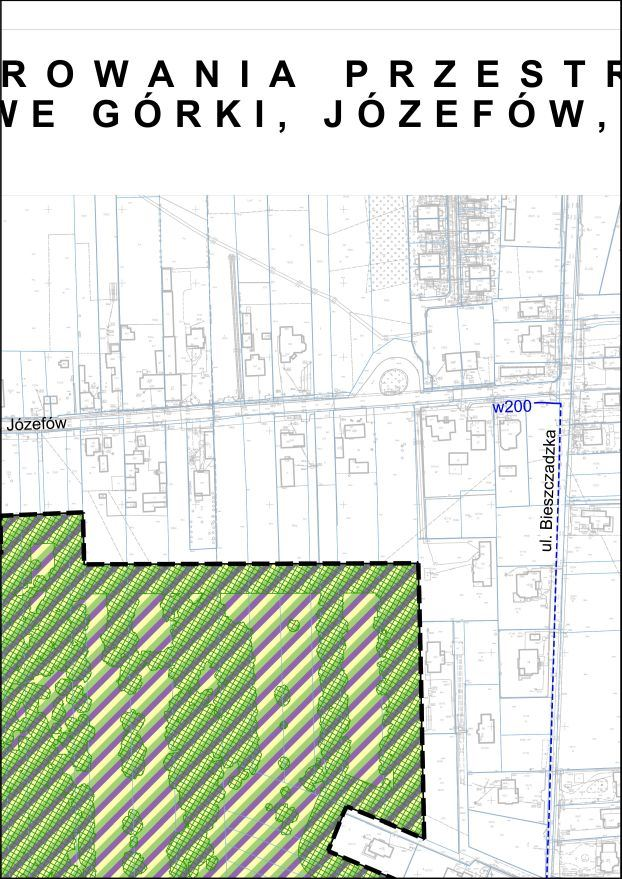 ROWANIA PRZESTR
WE GÓRKI, JÓZEFÓW,
w200
Józefów
ul. Bieszczadzka